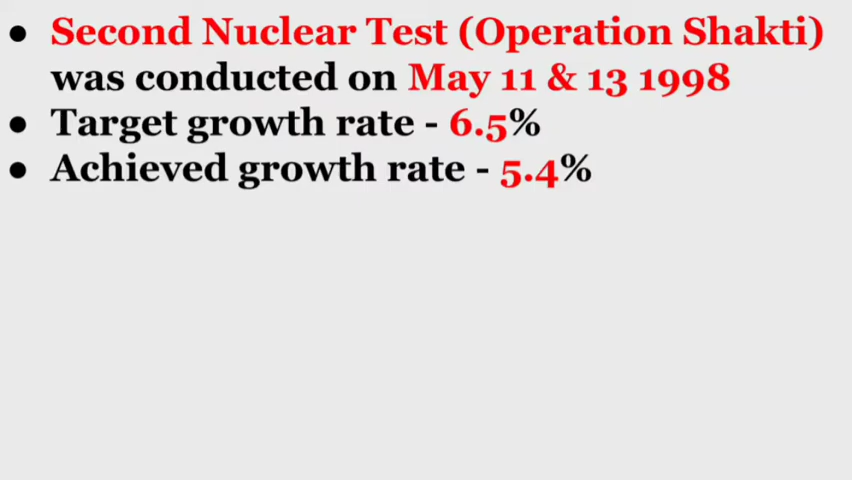 ● Second Nuclear Test (Operation Shakti)
was conducted on May 11 & 13 1998
● Target growth rate - 6.5%
● Achieved growth rate - 5.4%